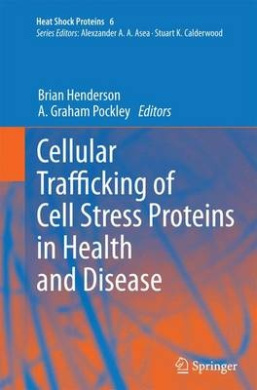 Heat Shock Proteins 6
Series Editors: Alexzander A. A. Asea · Stuart K. Calderwood
Brian Henderson
A. Graham Pockley Editors
Cellular
Trafficking of
Cell Stress Proteins
in Health
and Disease
Springer